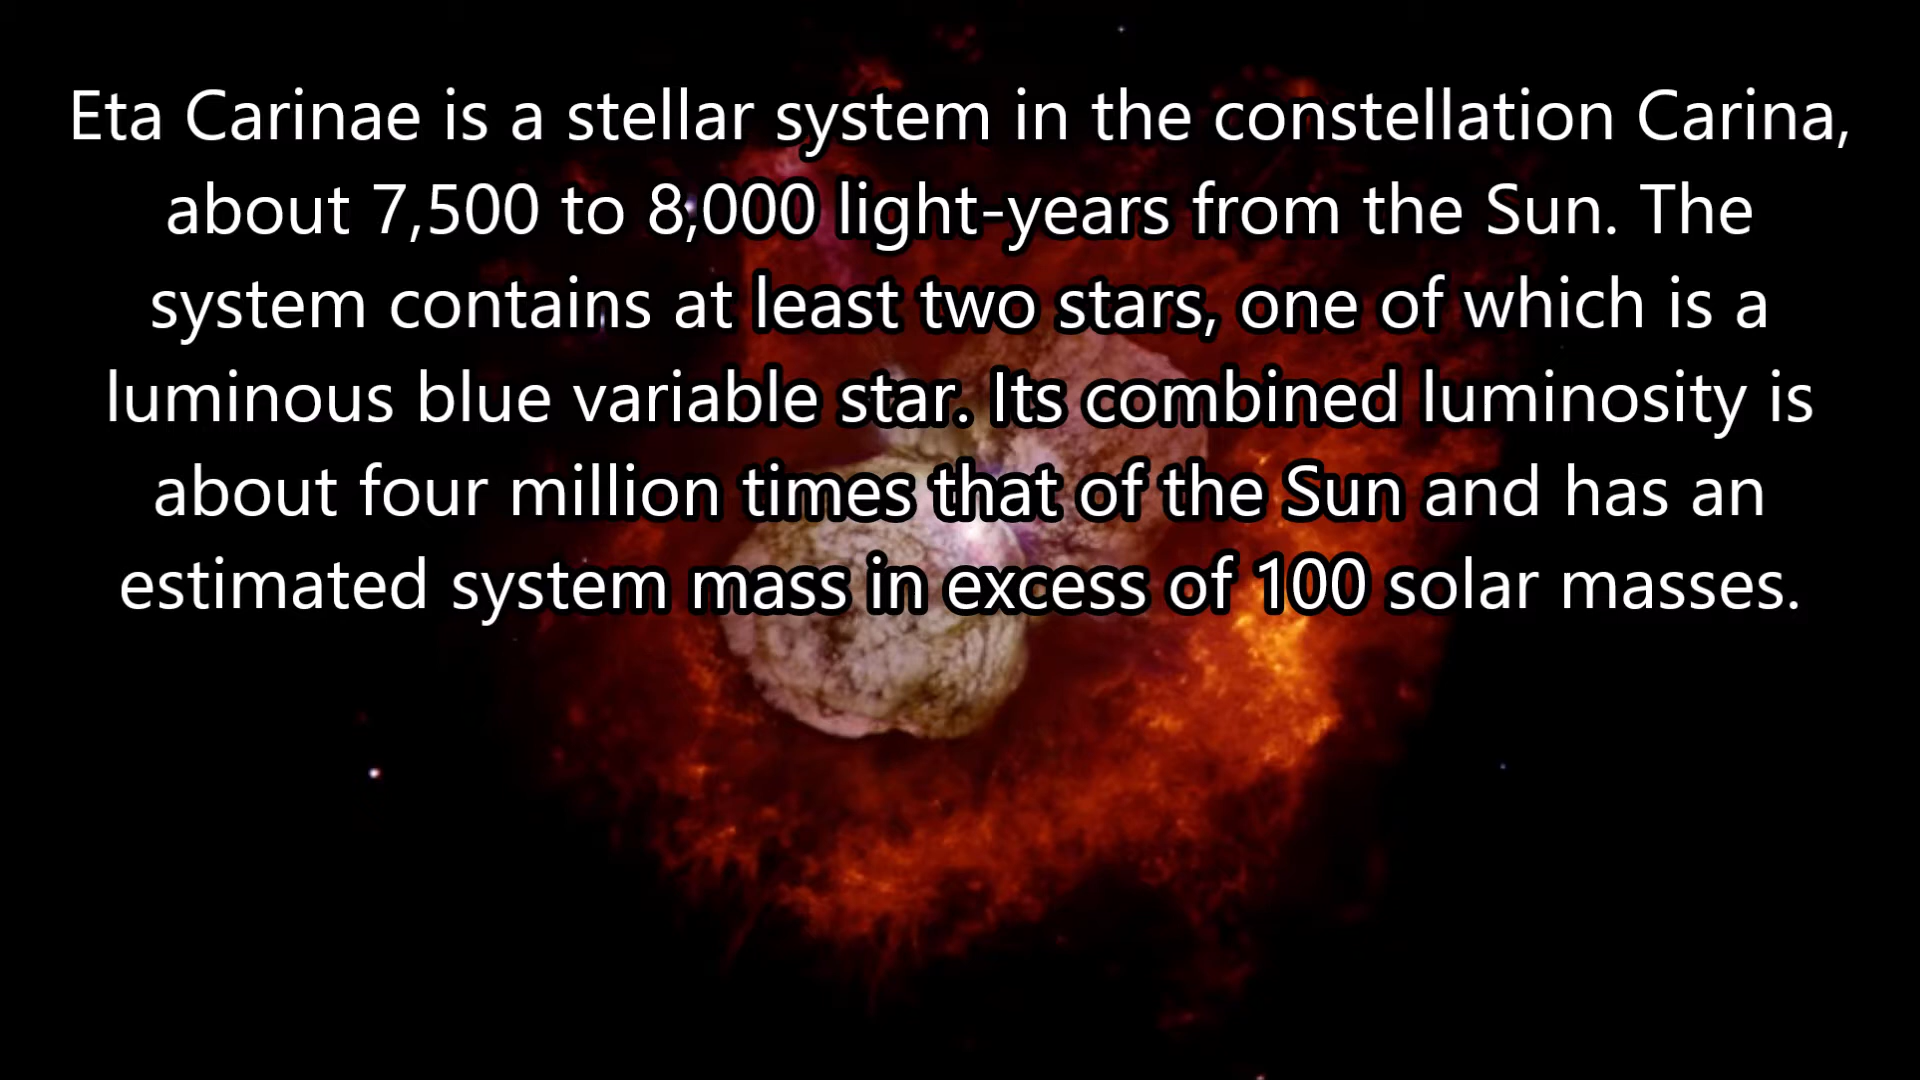 Eta Carinae is a stellar system in the constellation Carina,
about 7,500 to 8,000 light-years from the Sun. The
system contains at least two stars, one of which is a
luminous blue variable star. Its combined luminosity is
about four million times that of the Sun and has an
estimated system mass in excess of 100 solar masses.